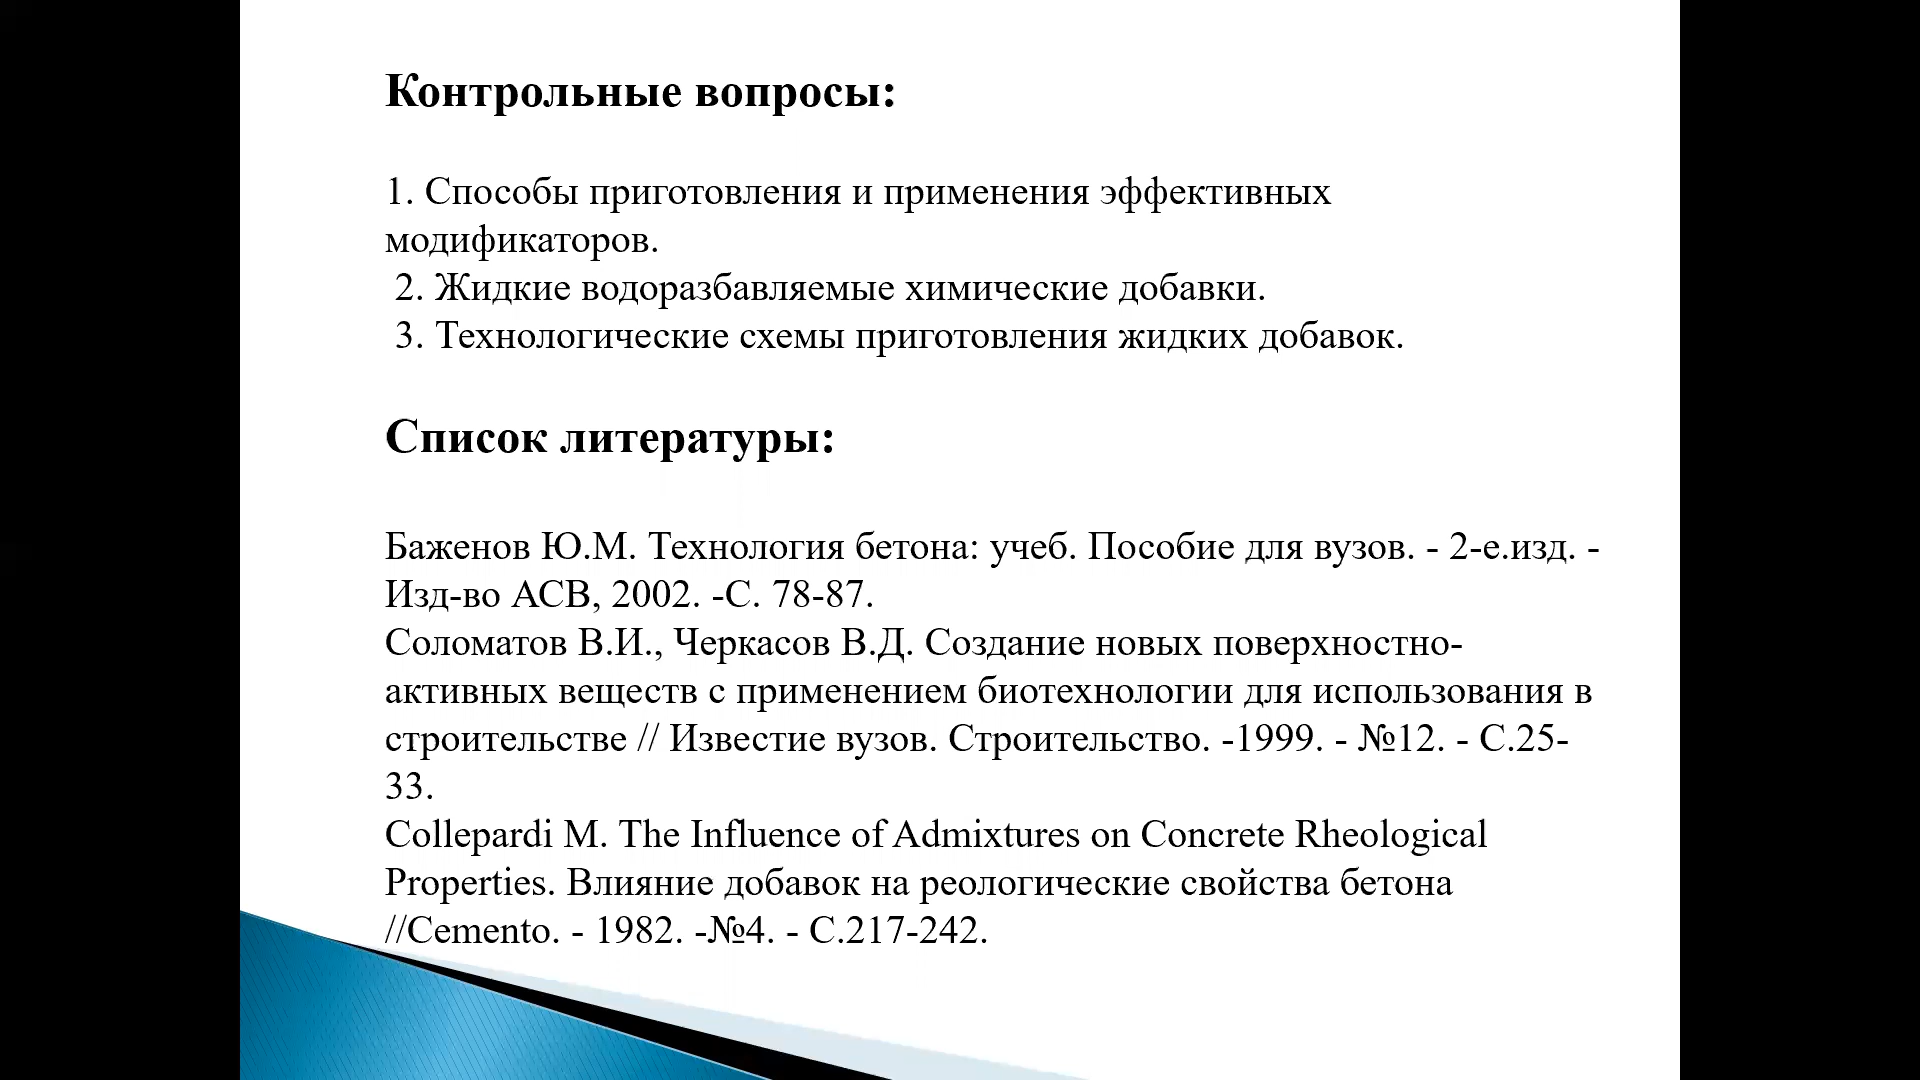 Контрольные вопросы:
1. Способы приготовления и применения эффективных
модификаторов.
2. Жидкие водоразбавляемые химические добавки.
3. Технологические схемы приготовления жидких добавок.
Список литературы:
Баженов Ю.М. Технология бетона: учеб. Пособие для вузов. - 2-е.изд. -
Изд-во АСВ, 2002. -С. 78-87.
Соломатов В.И., Черкасов В.Д. Создание новых поверхностно-
активных веществ с применением биотехнологии для использования в
строительстве // Известие вузов. Строительство. -1999. - №12. - С.25-
33.
Collepardi M. The Influence of Admixtures on Concrete Rheological
Properties. Влияние добавок на реологические свойства бетона
//Cemento. - 1982. -№4. - С.217-242.